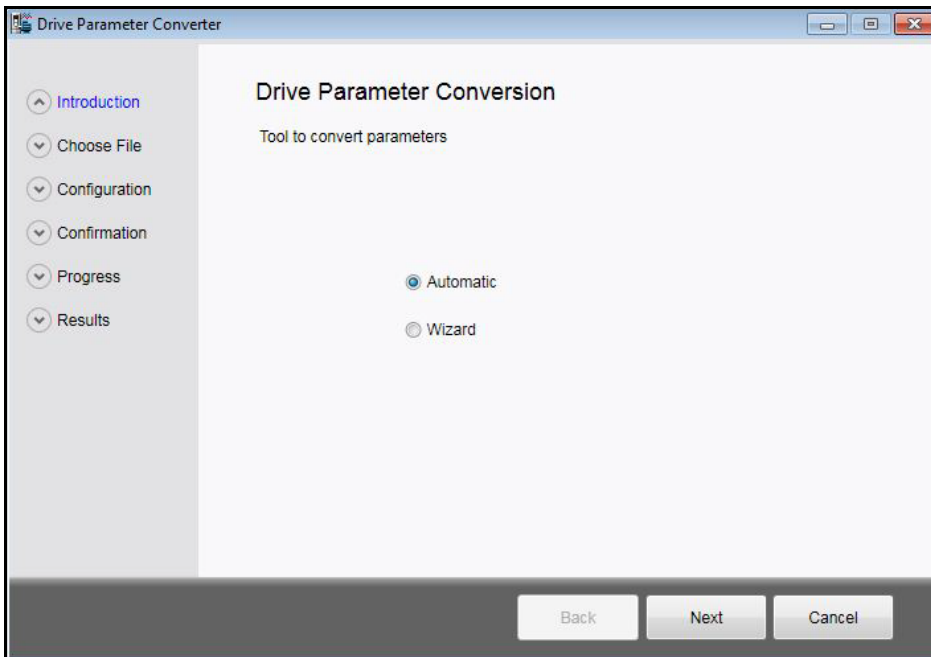 Drive Parameter Converter
Introduction
Choose File
Configuration
Confirmation
Progress
Results
Drive Parameter Conversion
Tool to convert parameters
Automatic
Wizard
Back
Next
Cancel